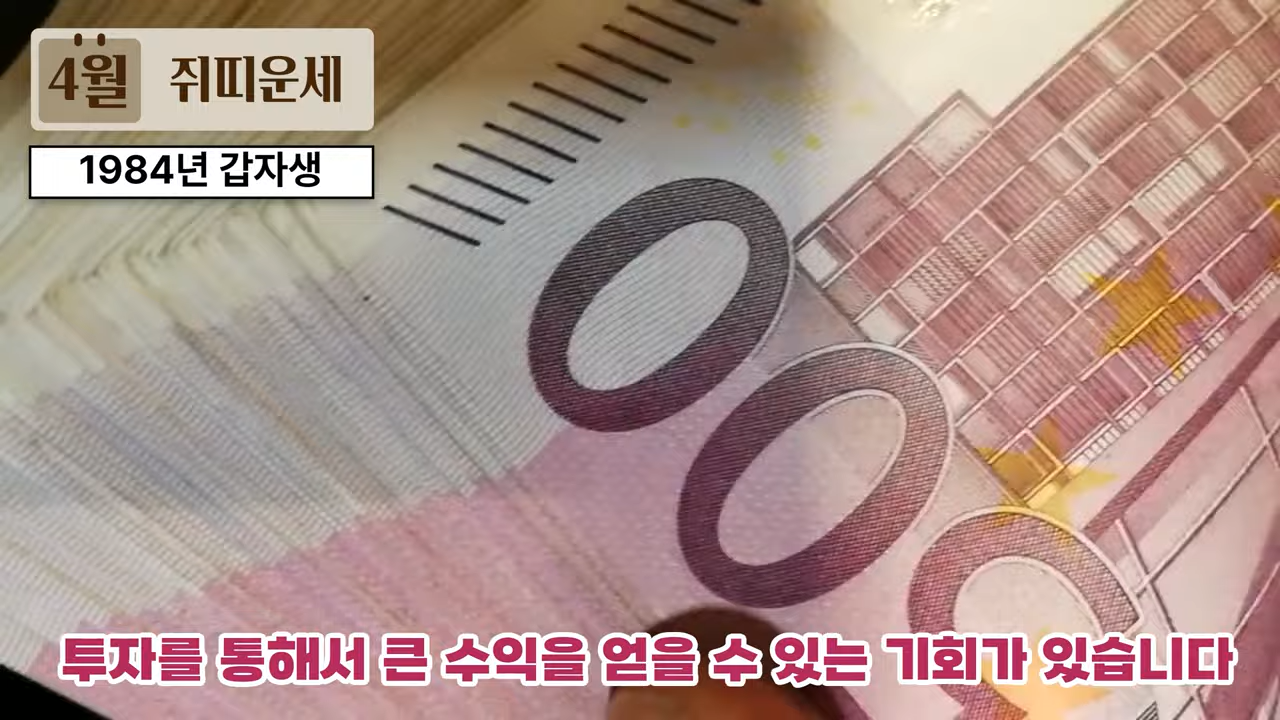 4월 쥐띠운세
1984년 갑자생
500
투자를 통해서 큰 수익을 얻을 수 있는 기회가 있습니다